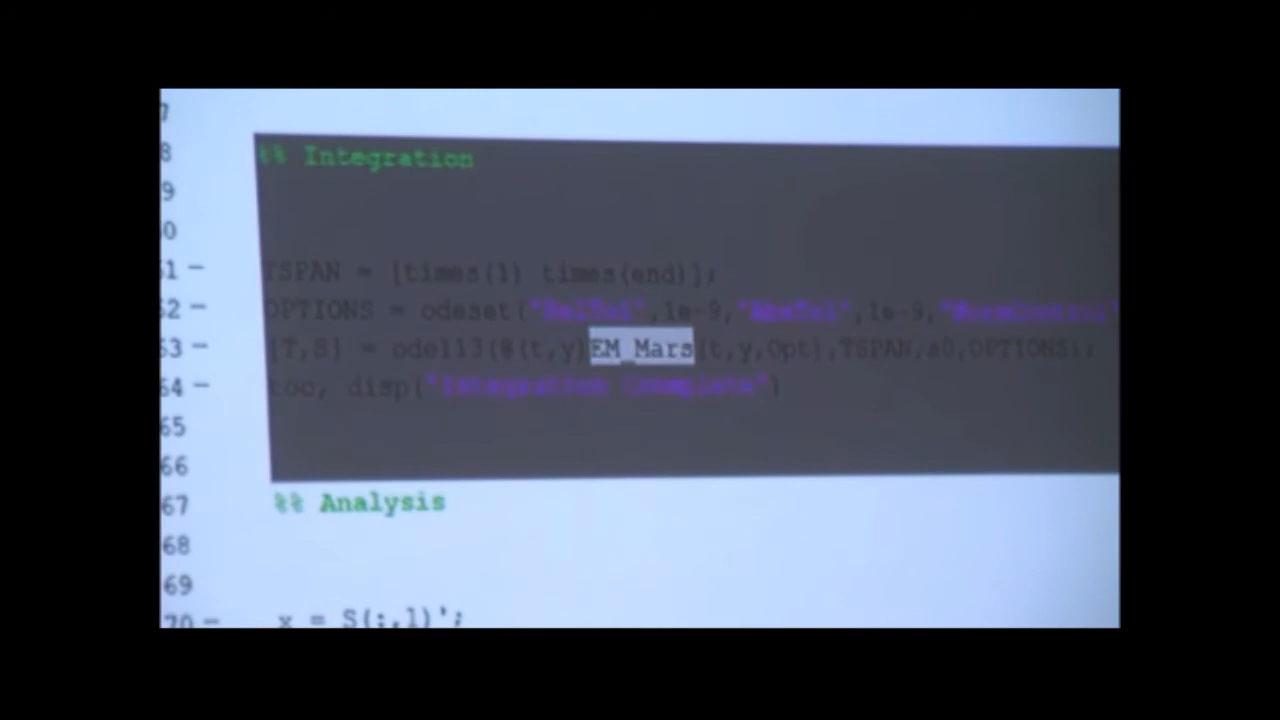 7
8 %% Integration
9
0
61 – TSPAN = [times(1) times(end)];
62 – OPTIONS = odeset("RelTol",1e-9,"AbsTol",1e-9,"NormControl"
63 – [T,S] = ode113(@(t,y)EM_Mars(t,y,Opt),TSPAN,s0,OPTIONS);
64 – toc, disp("Integration Complete")
65
66
67 %% Analysis
68
69
70 – x = S(:,1)';